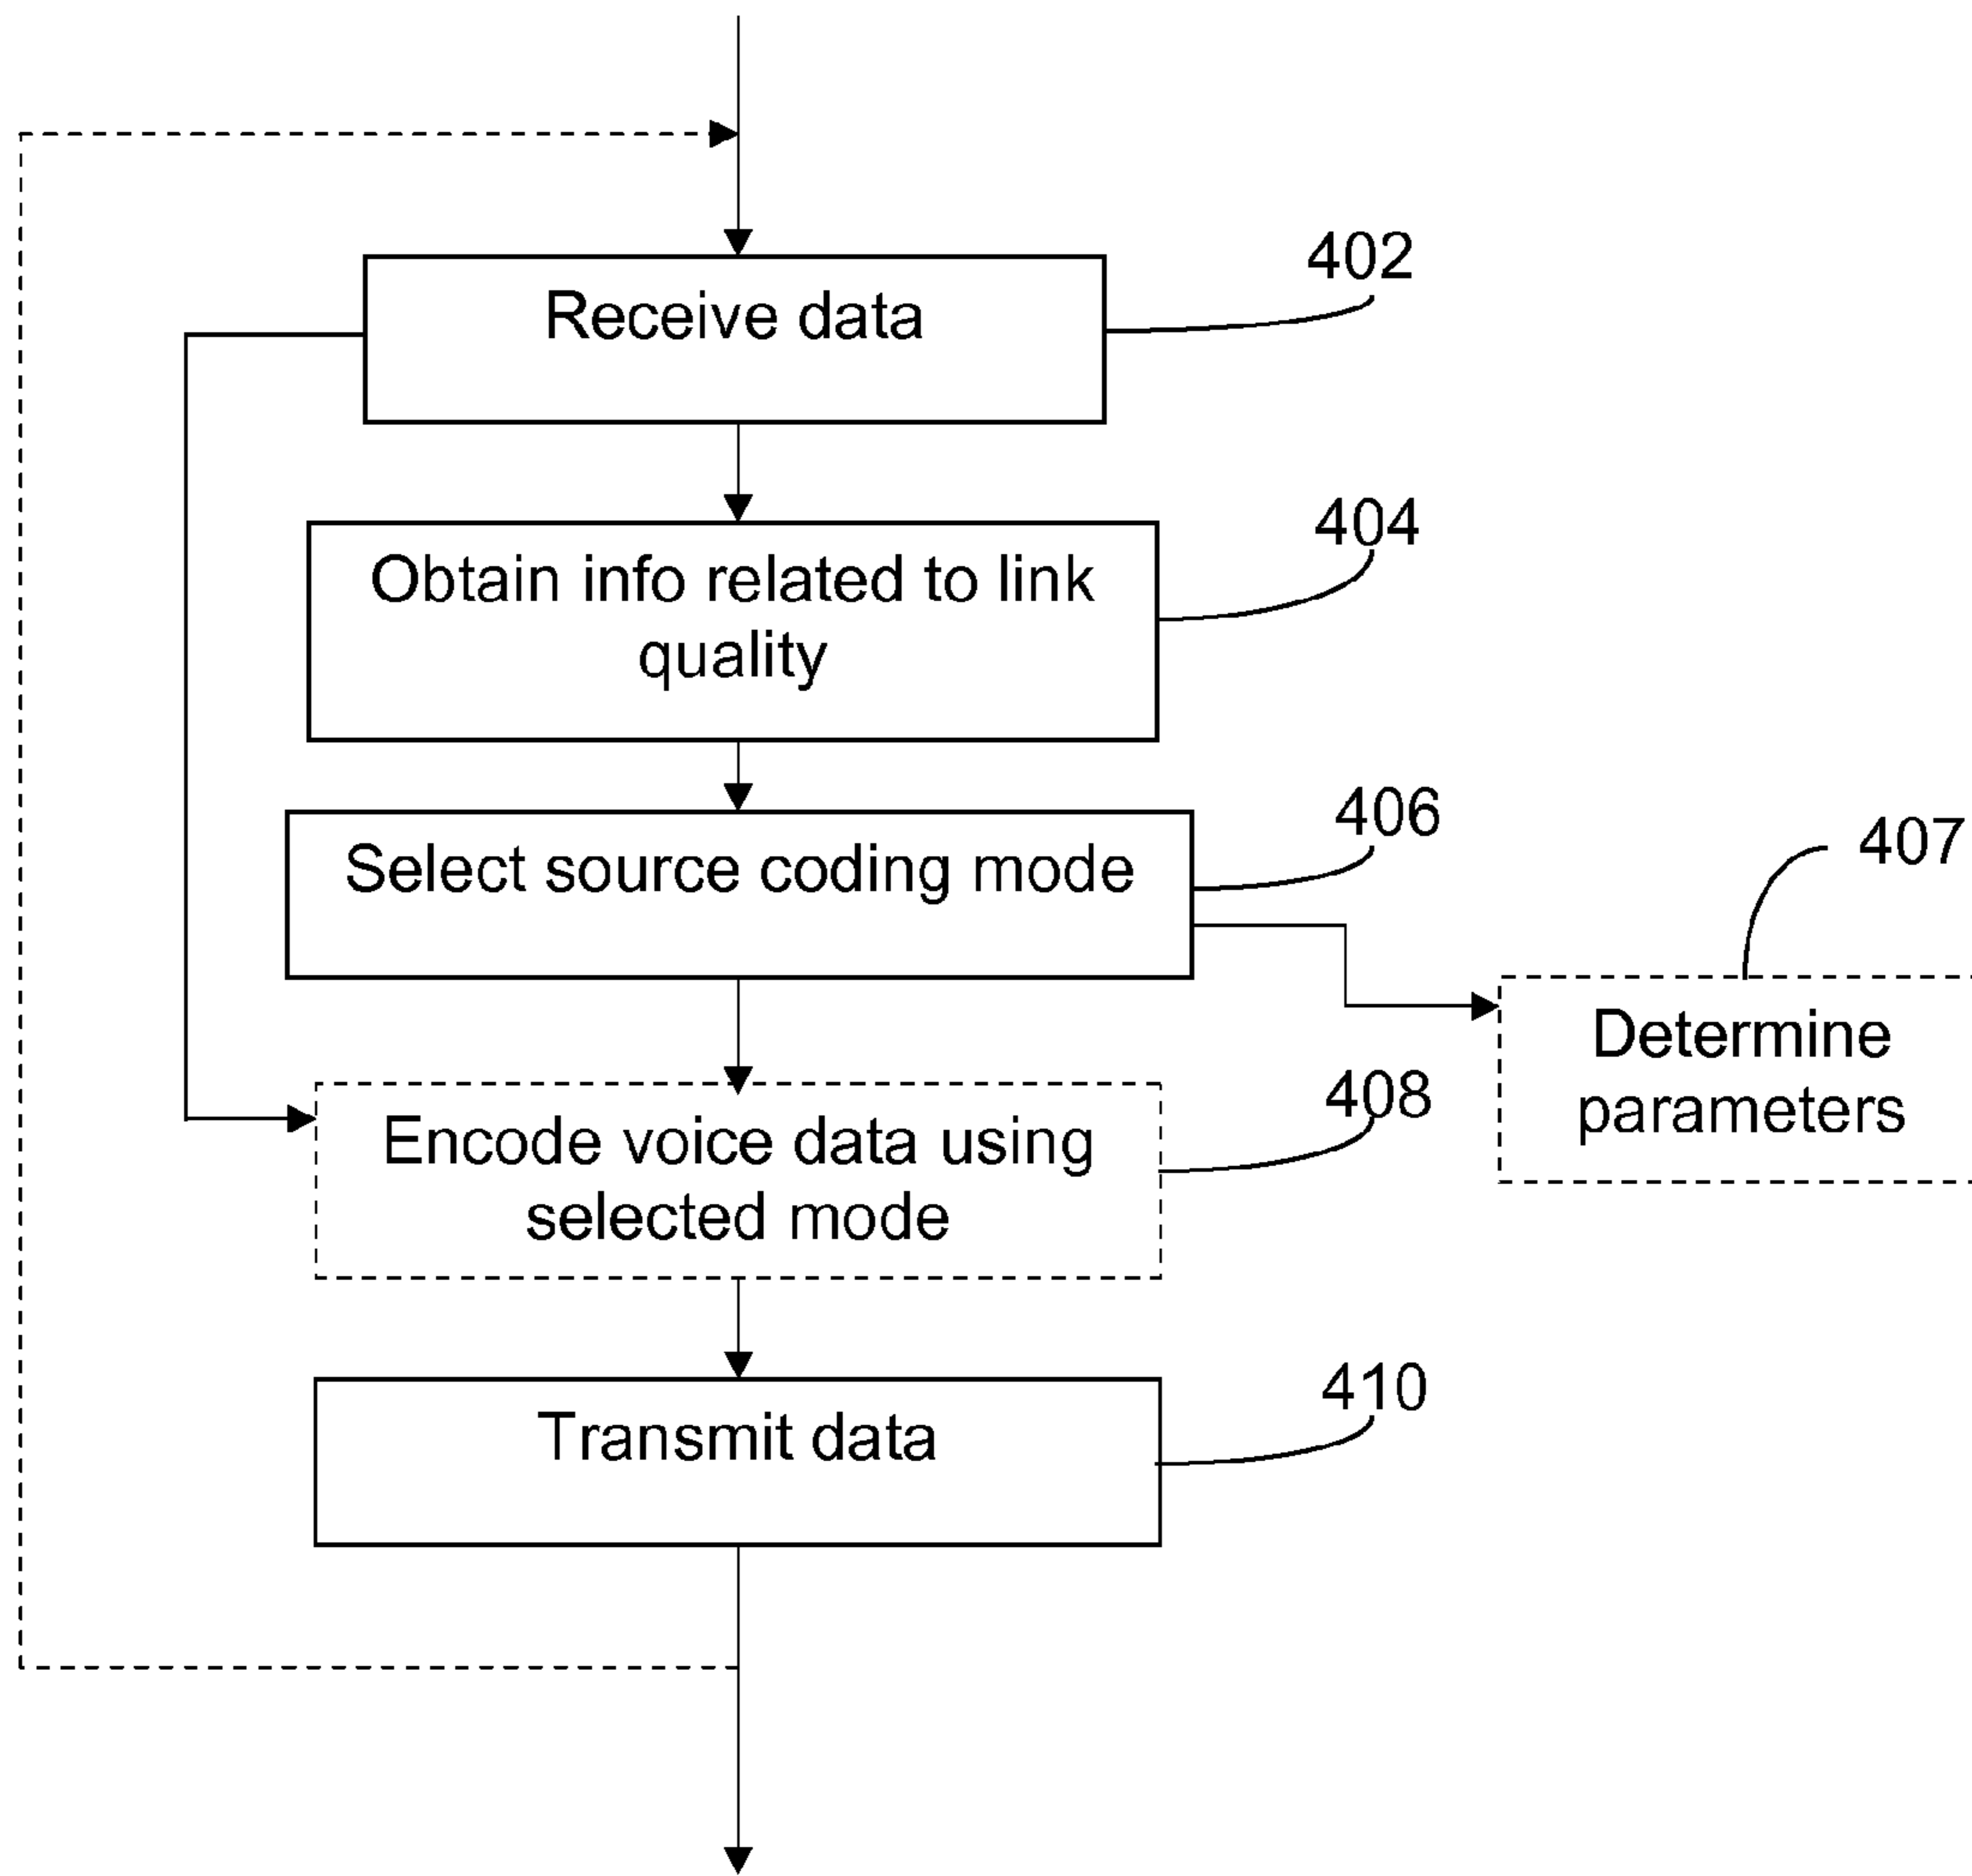 402
Receive data
404
Obtain info related to link
quality
406
Select source coding mode
407
Determine
parameters
408
Encode voice data using
selected mode
410
Transmit data